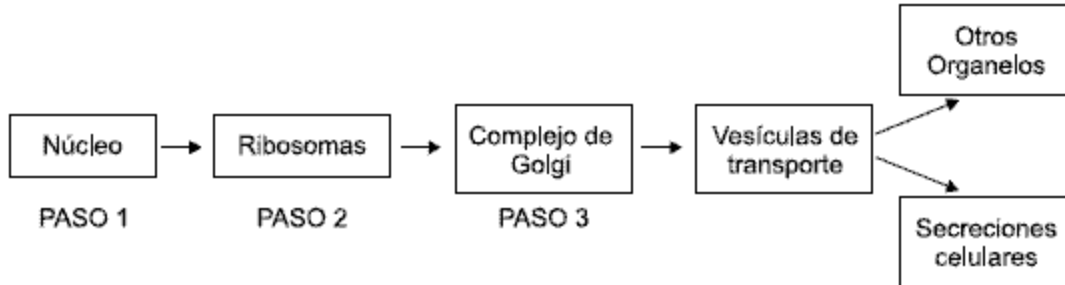 Núcleo
PASO 1
Ribosomas
PASO 2
Complejo de
Golgi
PASO 3
Vesículas de
transporte
Otros
Organelos
Secreciones
celulares